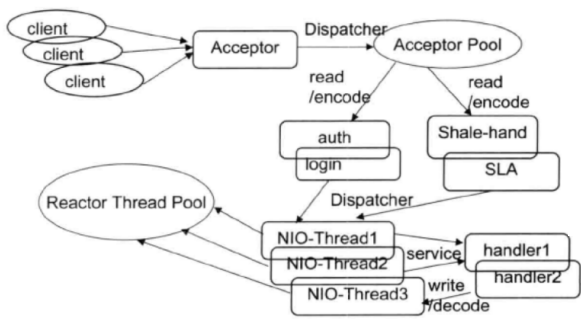 client
client
client
Acceptor
Dispatcher
Acceptor Pool
read
/encode
read
/encode
auth
login
Shale-hand
SLA
Reactor Thread Pool
Dispatcher
NIO-Thread1
NIO-Thread2
NIO-Thread3
service
handler1
handler2
write
/decode